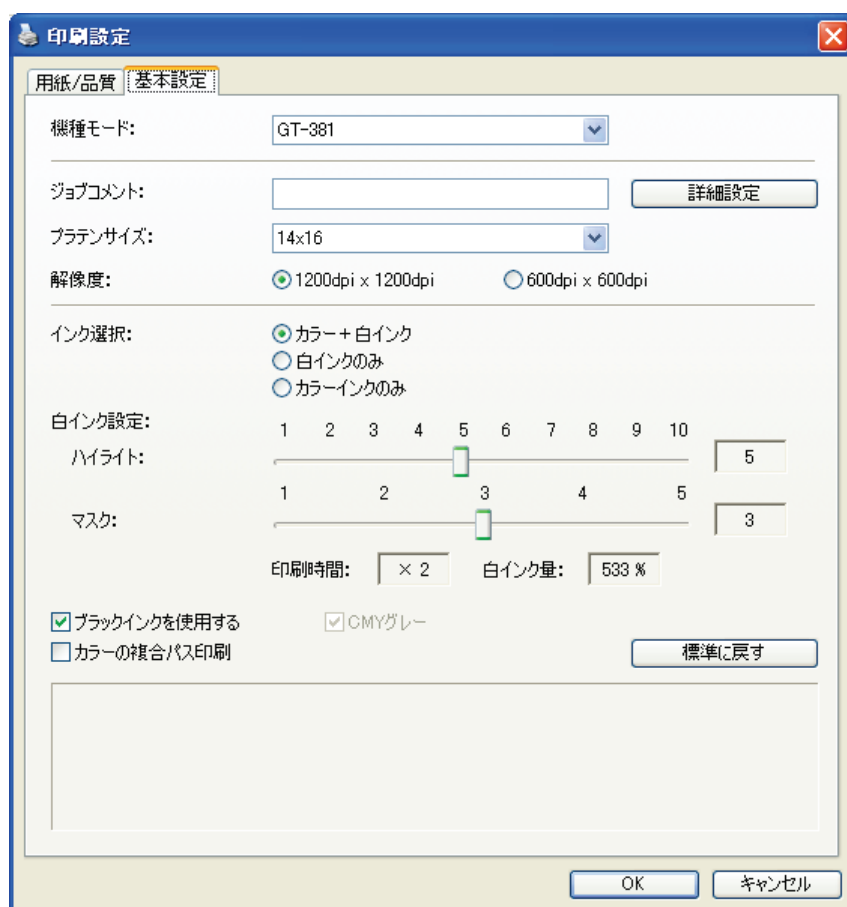 印刷設定
用紙/品質 基本設定
機種モード: GT-381
ジョブコメント: 詳細設定
プラテンサイズ: 14x16
解像度: 1200dpi x 1200dpi 600dpi x 600dpi
インク選択: カラー+白インク
白インクのみ
カラーインクのみ
白インク設定: 1 2 3 4 5 6 7 8 9 10
ハイライト: 5
1 2 3 4 5
マスク: 3
印刷時間: × 2 白インク量: 533 %
ブラックインクを使用する CMYグレー
カラーの複合パス印刷 標準に戻す
OK キャンセル